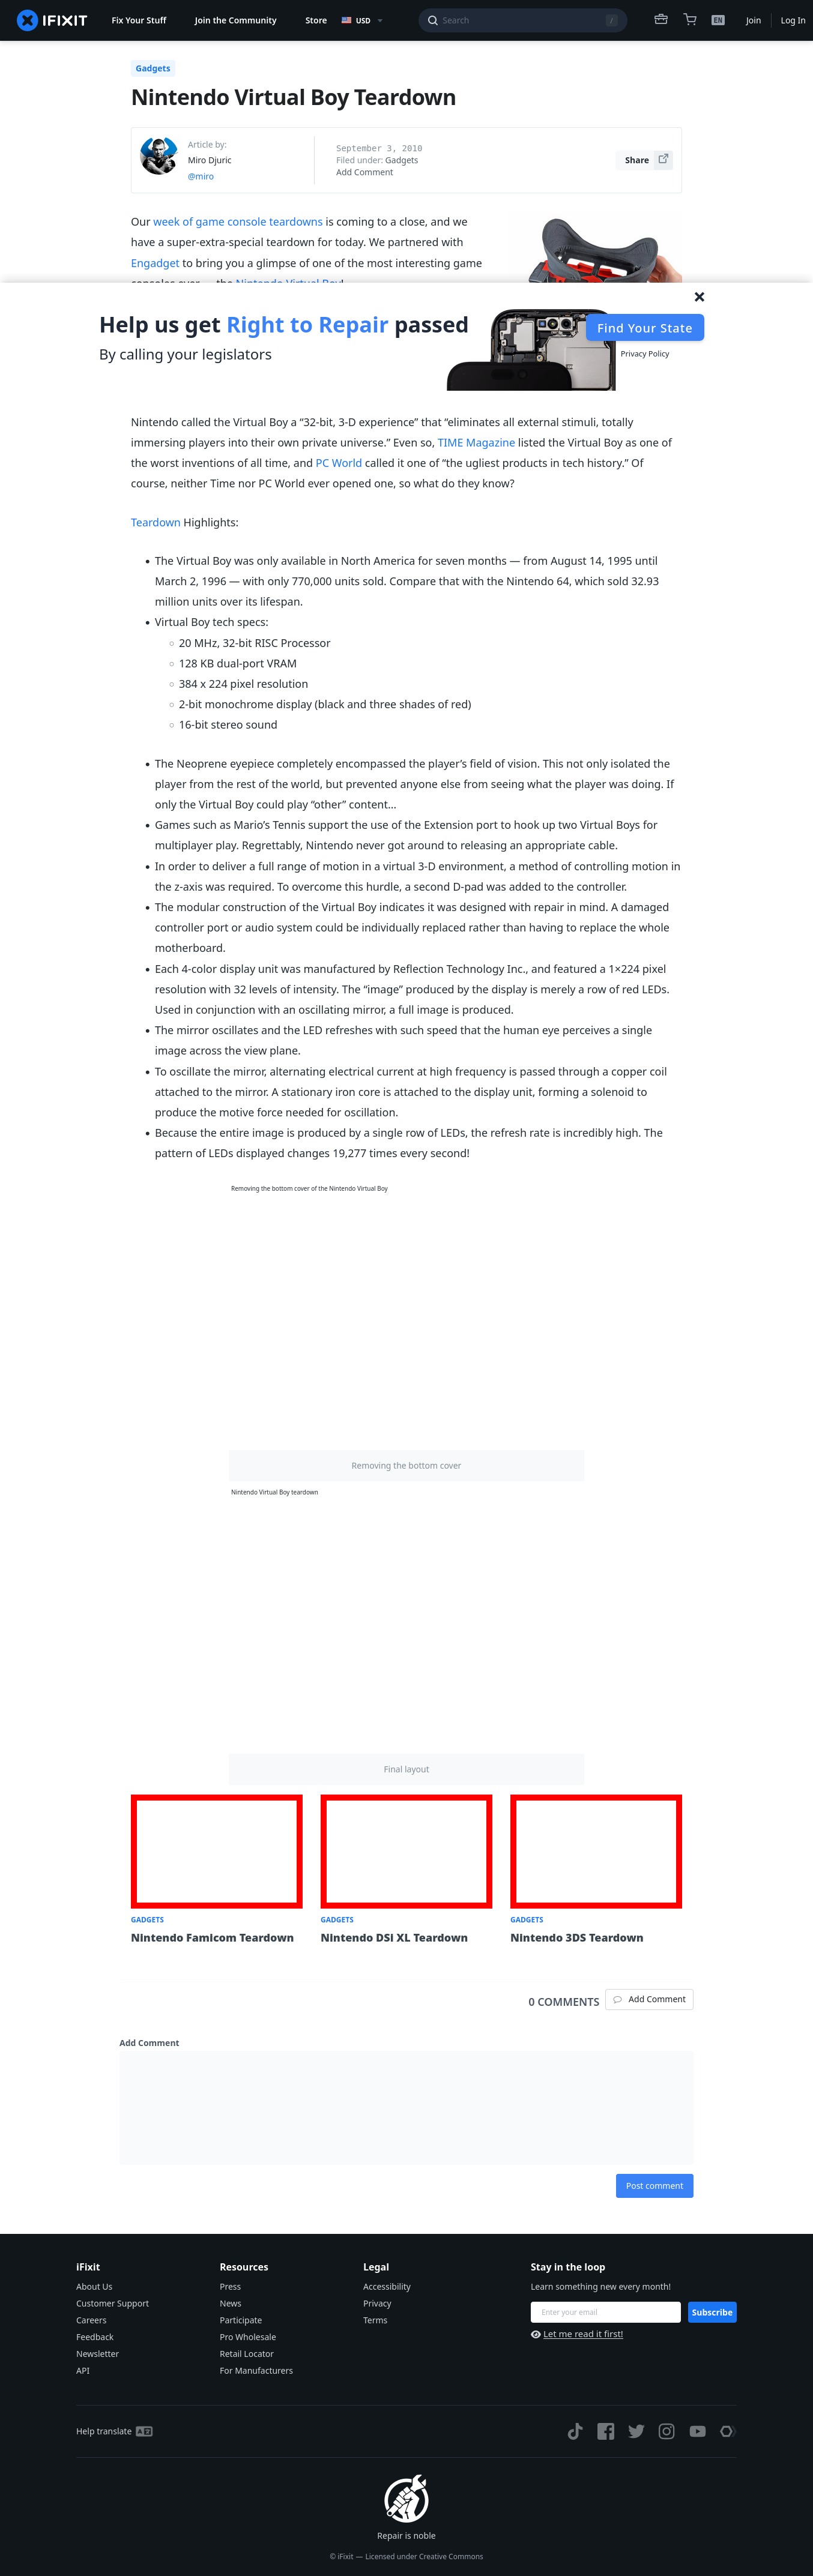 IFIXIT
Fix Your Stuff
Join the Community
Store
USD
Search
/
EN
Join
Log In
Gadgets
Nintendo Virtual Boy Teardown
Article by:
Miro Djuric
@miro
September 3, 2010
Filed under: Gadgets
Add Comment
Share
Our week of game console teardowns is coming to a close, and we
have a super-extra-special teardown for today. We partnered with
Engadget to bring you a glimpse of one of the most interesting game
consoles ever — the Nintendo Virtual Boy!
Help us get Right to Repair passed
By calling your legislators
Find Your State
Privacy Policy
Nintendo called the Virtual Boy a “32-bit, 3-D experience” that “eliminates all external stimuli, totally
immersing players into their own private universe.” Even so, TIME Magazine listed the Virtual Boy as one of
the worst inventions of all time, and PC World called it one of “the ugliest products in tech history.” Of
course, neither Time nor PC World ever opened one, so what do they know?
Teardown Highlights:
The Virtual Boy was only available in North America for seven months — from August 14, 1995 until
March 2, 1996 — with only 770,000 units sold. Compare that with the Nintendo 64, which sold 32.93
million units over its lifespan.
Virtual Boy tech specs:
20 MHz, 32-bit RISC Processor
128 KB dual-port VRAM
384 x 224 pixel resolution
2-bit monochrome display (black and three shades of red)
16-bit stereo sound
The Neoprene eyepiece completely encompassed the player’s field of vision. This not only isolated the
player from the rest of the world, but prevented anyone else from seeing what the player was doing. If
only the Virtual Boy could play “other” content…
Games such as Mario’s Tennis support the use of the Extension port to hook up two Virtual Boys for
multiplayer play. Regrettably, Nintendo never got around to releasing an appropriate cable.
In order to deliver a full range of motion in a virtual 3-D environment, a method of controlling motion in
the z-axis was required. To overcome this hurdle, a second D-pad was added to the controller.
The modular construction of the Virtual Boy indicates it was designed with repair in mind. A damaged
controller port or audio system could be individually replaced rather than having to replace the whole
motherboard.
Each 4-color display unit was manufactured by Reflection Technology Inc., and featured a 1×224 pixel
resolution with 32 levels of intensity. The “image” produced by the display is merely a row of red LEDs.
Used in conjunction with an oscillating mirror, a full image is produced.
The mirror oscillates and the LED refreshes with such speed that the human eye perceives a single
image across the view plane.
To oscillate the mirror, alternating electrical current at high frequency is passed through a copper coil
attached to the mirror. A stationary iron core is attached to the display unit, forming a solenoid to
produce the motive force needed for oscillation.
Because the entire image is produced by a single row of LEDs, the refresh rate is incredibly high. The
pattern of LEDs displayed changes 19,277 times every second!
Removing the bottom cover of the Nintendo Virtual Boy
Removing the bottom cover
Nintendo Virtual Boy teardown
Final layout
GADGETS
Nintendo Famicom Teardown
GADGETS
Nintendo DSi XL Teardown
GADGETS
Nintendo 3DS Teardown
0 COMMENTS
Add Comment
Add Comment
Post comment
iFixit
About Us
Customer Support
Careers
Feedback
Newsletter
API
Resources
Press
News
Participate
Pro Wholesale
Retail Locator
For Manufacturers
Legal
Accessibility
Privacy
Terms
Stay in the loop
Learn something new every month!
Enter your email
Subscribe
Let me read it first!
Help translate
Repair is noble
© iFixit — Licensed under Creative Commons